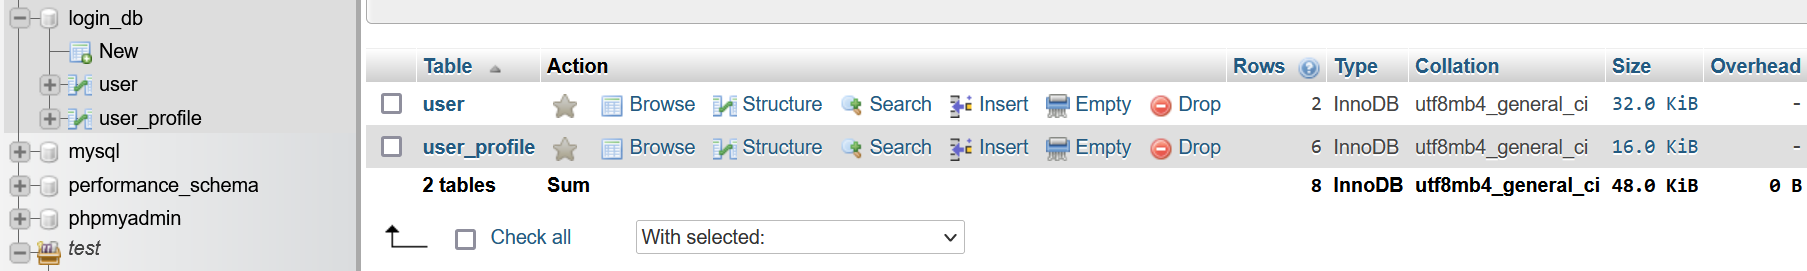 login_db
New
user
user_profile
mysql
performance_schema
phpmyadmin
test
Table Action Rows Type Collation Size Overhead
user Browse Structure Search Insert Empty Drop 2 InnoDB utf8mb4_general_ci 32.0 KiB -
user_profile Browse Structure Search Insert Empty Drop 6 InnoDB utf8mb4_general_ci 16.0 KiB -
2 tables Sum 8 InnoDB utf8mb4_general_ci 48.0 KiB 0 B
Check all With selected: